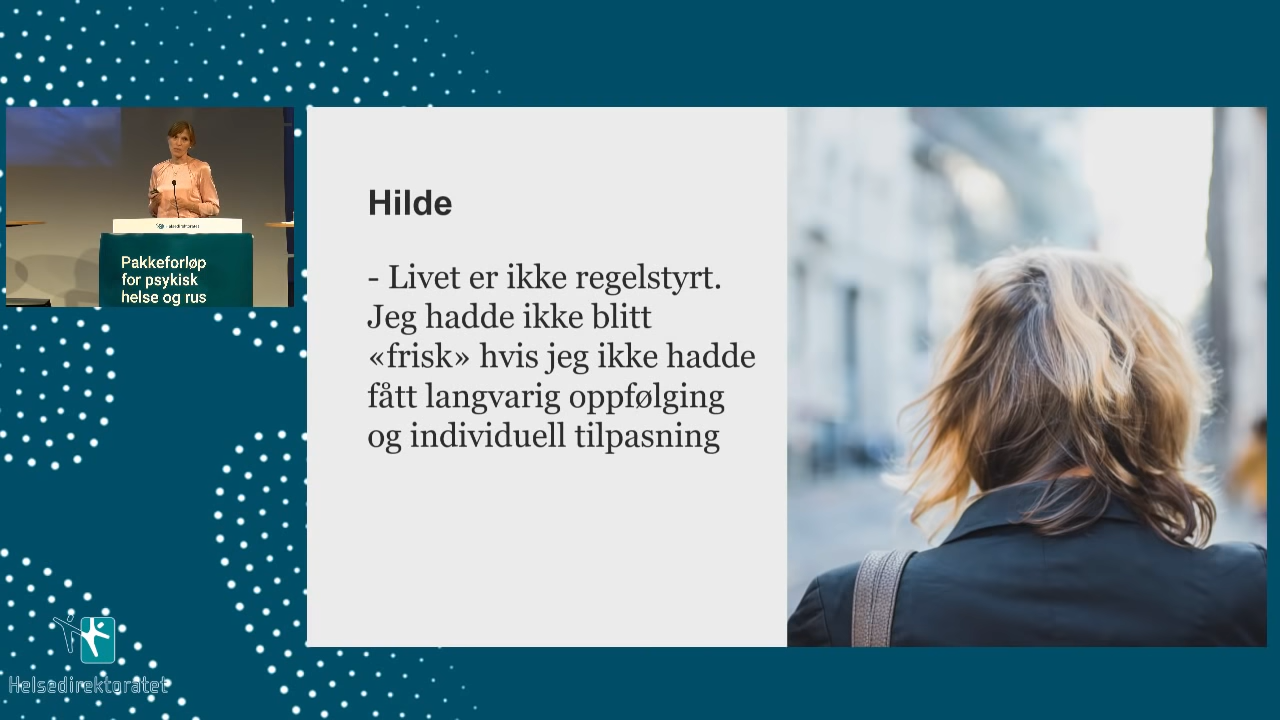 Helsedirektoratet
Pakkeforløp
for psykisk
helse og rus
Hilde
- Livet er ikke regelstyrt.
Jeg hadde ikke blitt
«frisk» hvis jeg ikke hadde
fått langvarig oppfølging
og individuell tilpasning
Helsedirektoratet